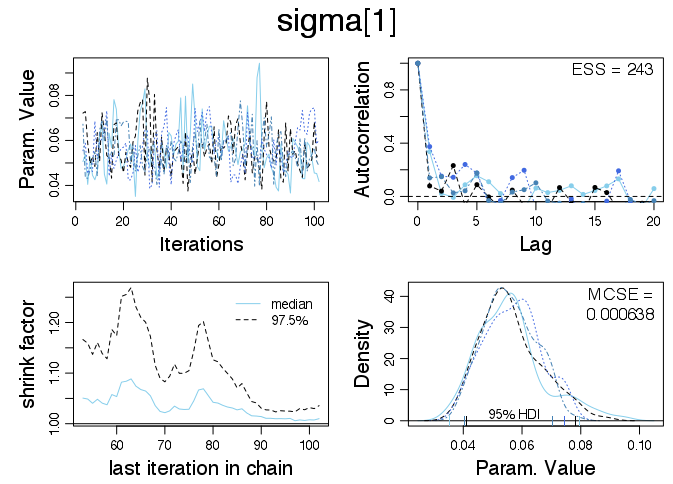 sigma[1]
Param. Value
0.04 0.06 0.08
0 20 40 60 80 100
Iterations
Autocorrelation
0.0 0.4 0.8
ESS = 243
0 5 10 15 20
Lag
shrink factor
1.00 1.10 1.20
median
97.5%
60 70 80 90 100
last iteration in chain
Density
0 10 20 30 40
MCSE =
0.000638
95% HDI
0.04 0.06 0.08 0.10
Param. Value